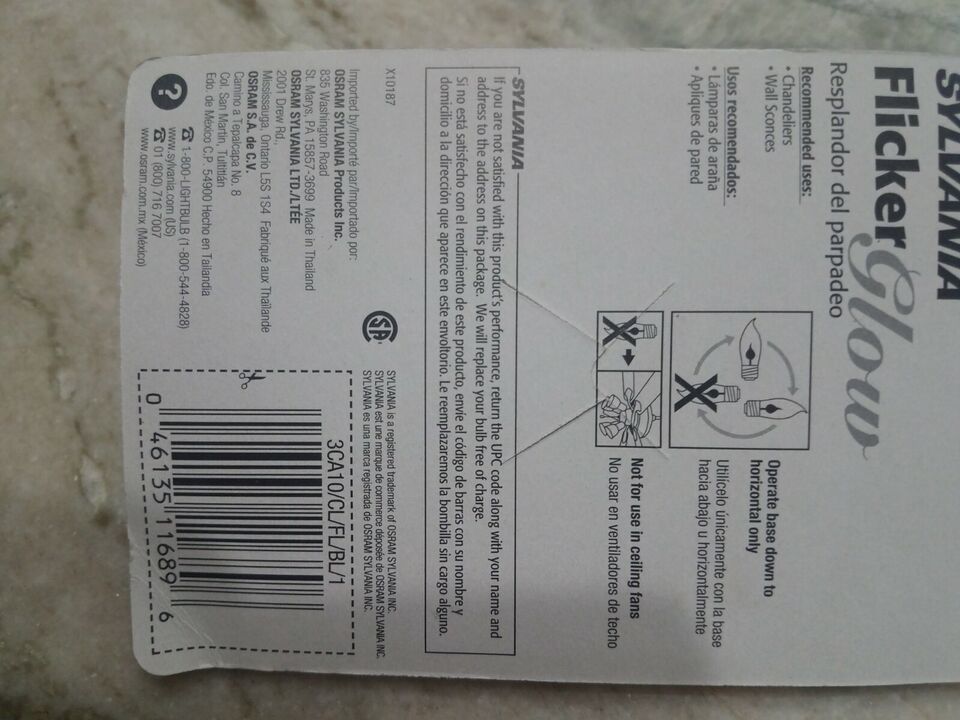 SYLVANIA
Flicker Glow
Resplandor del parpadeo
Recommended uses:
• Chandeliers
• Wall Sconces
Usos recomendados:
• Lámparas de araña
• Apliques de pared
Operate base down to
horizontal only
Utilícelo únicamente con la base
hacia abajo u horizontalmente
Not for use in ceiling fans
No usar en ventiladores de techo
SYLVANIA
If you are not satisfied with this product's performance, return the UPC code along with your name and
address to the address on this package. We will replace your bulb free of charge.
Si no está satisfecho con el rendimiento de este producto, envíe el código de barras con su nombre y
domicilio a la dirección que aparece en este envoltorio. Le reemplazaremos la bombilla sin cargo alguno.
X10187
Imported by/Importé par/Importado por:
OSRAM SYLVANIA Products Inc.
835 Washington Road
St. Marys, PA 15857-3699 Made in Thailand
OSRAM SYLVANIA LTD./LTÉE
2001 Drew Rd.,
Mississauga, Ontario L5S 1S4 Fabriqué aux Thaïlande
OSRAM S.A. de C.V.
Camino a Tepalcapa No. 8
Col. San Martín, Tultitlán
Edo. de México C.P. 54900 Hecho en Tailandia
? ☎ 1-800-LIGHTBULB (1-800-544-4828)
www.sylvania.com (US)
☎ 01 (800) 716 7007
www.osram.com.mx (México)
SA
SYLVANIA is a registered trademark of OSRAM SYLVANIA INC.
SYLVANIA est une marque de commerce déposée de OSRAM SYLVANIA INC.
SYLVANIA es una marca registrada de OSRAM SYLVANIA INC.
3CA10/CL/FL/BL/1
0 46135 11689 6